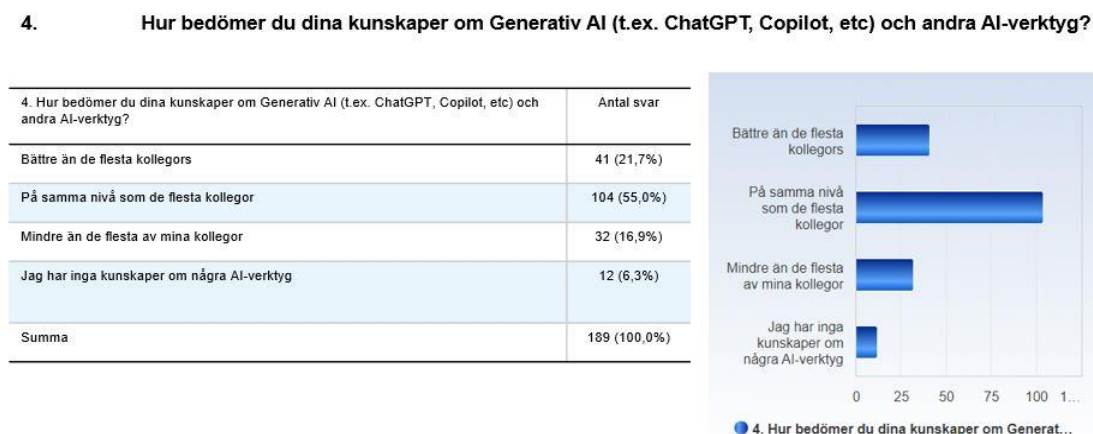 4. Hur bedömer du dina kunskaper om Generativ AI (t.ex. ChatGPT, Copilot, etc) och andra AI-verktyg?
4. Hur bedömer du dina kunskaper om Generativ AI (t.ex. ChatGPT, Copilot, etc) och
andra AI-verktyg?
Antal svar
Bättre än de flesta kollegors
41 (21,7%)
På samma nivå som de flesta kollegor
104 (55,0%)
Mindre än de flesta av mina kollegor
32 (16,9%)
Jag har inga kunskaper om några AI-verktyg
12 (6,3%)
Summa
189 (100,0%)
Bättre än de flesta
kollegors
På samma nivå
som de flesta
kollegor
Mindre än de flesta
av mina kollegor
Jag har inga
kunskaper om
några AI-verktyg
0 25 50 75 100 1...
4. Hur bedömer du dina kunskaper om Generat...